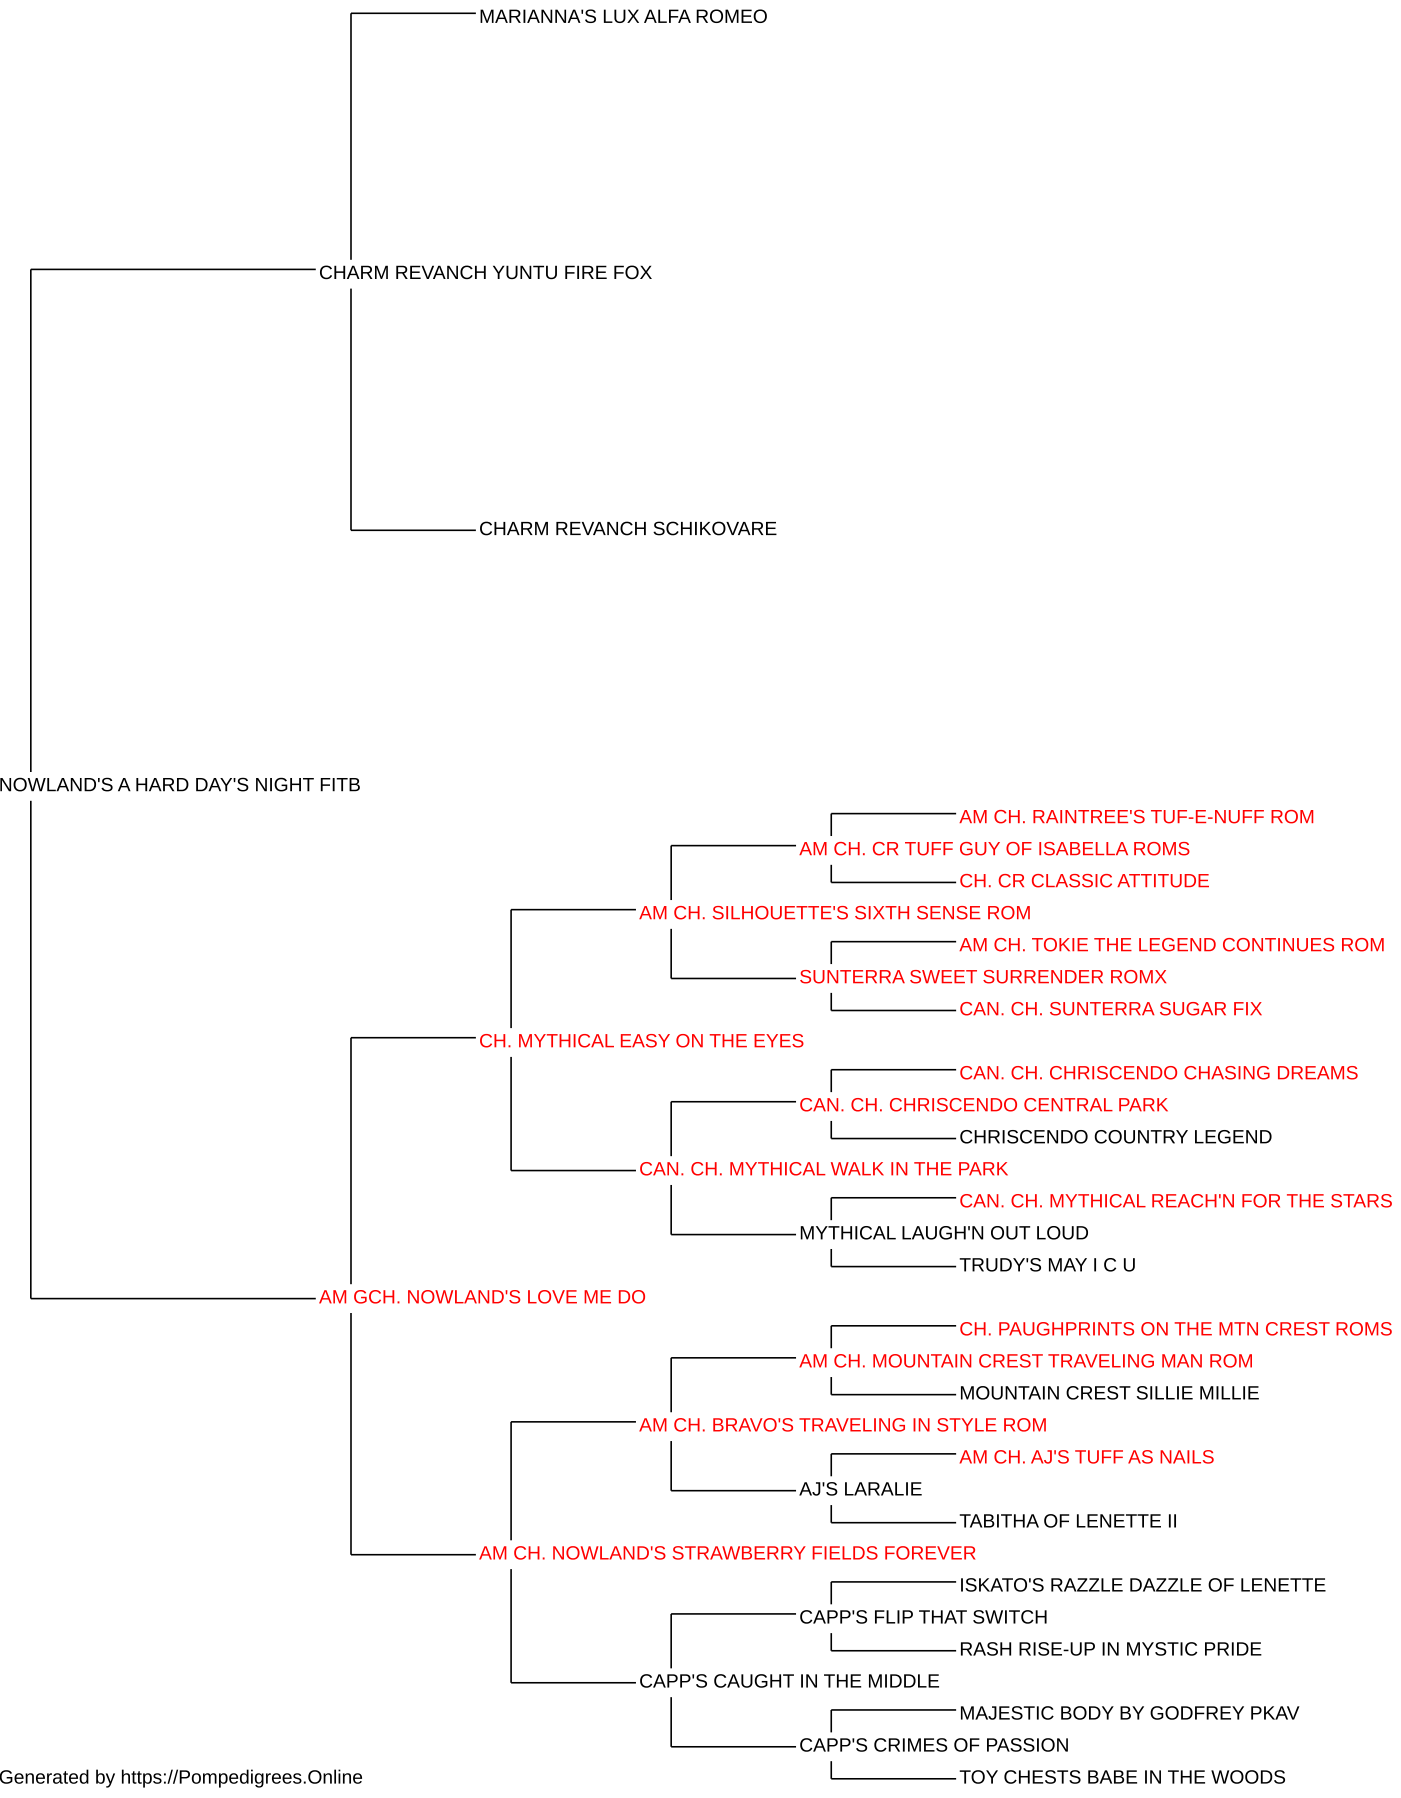 MARIANNA'S LUX ALFA ROMEO
CHARM REVANCH YUNTU FIRE FOX
CHARM REVANCH SCHIKOVARE
NOWLAND'S A HARD DAY'S NIGHT FITB
AM CH. RAINTREE'S TUF-E-NUFF ROM
AM CH. CR TUFF GUY OF ISABELLA ROMS
CH. CR CLASSIC ATTITUDE
AM CH. SILHOUETTE'S SIXTH SENSE ROM
AM CH. TOKIE THE LEGEND CONTINUES ROM
SUNTERRA SWEET SURRENDER ROMX
CAN. CH. SUNTERRA SUGAR FIX
CH. MYTHICAL EASY ON THE EYES
CAN. CH. CHRISCENDO CHASING DREAMS
CAN. CH. CHRISCENDO CENTRAL PARK
CHRISCENDO COUNTRY LEGEND
CAN. CH. MYTHICAL WALK IN THE PARK
CAN. CH. MYTHICAL REACH'N FOR THE STARS
MYTHICAL LAUGH'N OUT LOUD
TRUDY'S MAY I C U
AM GCH. NOWLAND'S LOVE ME DO
CH. PAUGHPRINTS ON THE MTN CREST ROMS
AM CH. MOUNTAIN CREST TRAVELING MAN ROM
MOUNTAIN CREST SILLIE MILLIE
AM CH. BRAVO'S TRAVELING IN STYLE ROM
AM CH. AJ'S TUFF AS NAILS
AJ'S LARALIE
TABITHA OF LENETTE II
AM CH. NOWLAND'S STRAWBERRY FIELDS FOREVER
ISKATO'S RAZZLE DAZZLE OF LENETTE
CAPP'S FLIP THAT SWITCH
RASH RISE-UP IN MYSTIC PRIDE
CAPP'S CAUGHT IN THE MIDDLE
MAJESTIC BODY BY GODFREY PKAV
CAPP'S CRIMES OF PASSION
TOY CHESTS BABE IN THE WOODS
Generated by https://Pompedigrees.Online